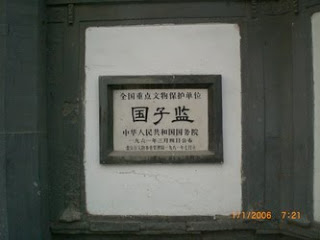 全国重点文物保护单位
国子监
中华人民共和国国务院
一九六一年三月四日公布
1/1/2006 7:21